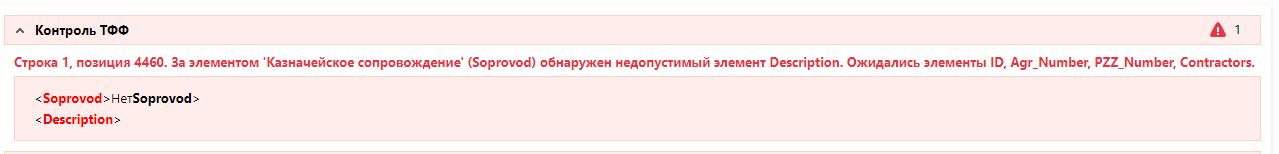 Контроль ТФФ
1
Строка 1, позиция 4460. За элементом 'Казначейское сопровождение' (Soprovod) обнаружен недопустимый элемент Description. Ожидались элементы ID, Agr_Number, PZZ_Number, Contractors.
<Soprovod>НетSoprovod>
<Description>